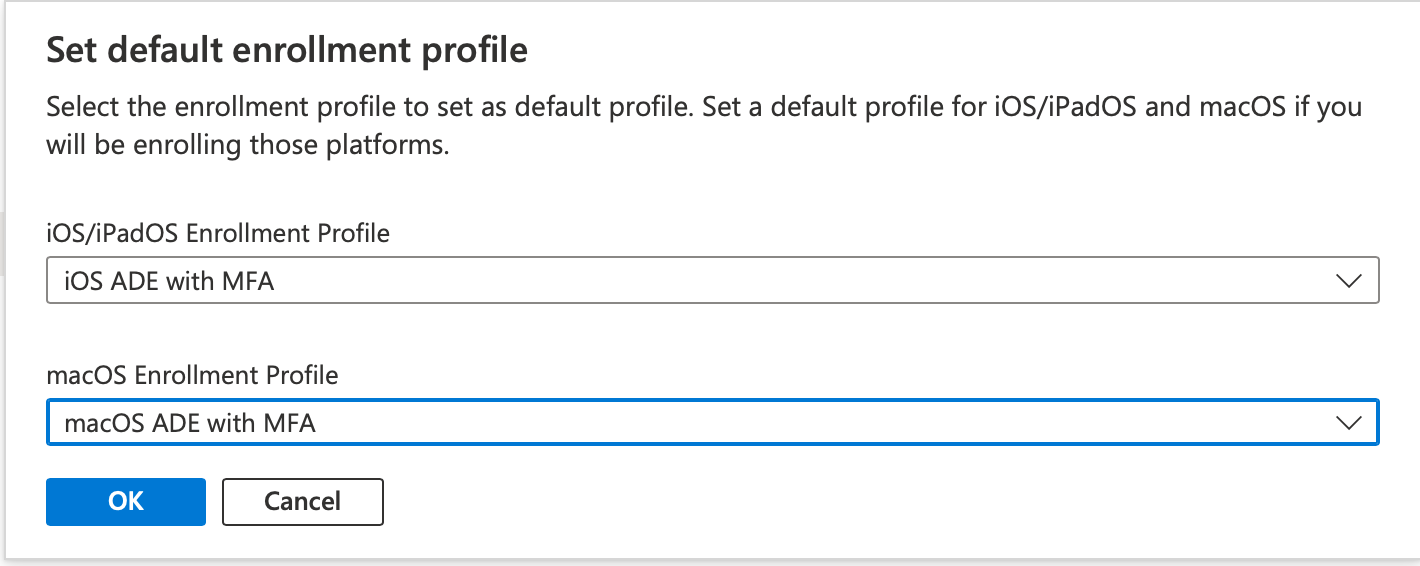 Set default enrollment profile
Select the enrollment profile to set as default profile. Set a default profile for iOS/iPadOS and macOS if you
will be enrolling those platforms.
iOS/iPadOS Enrollment Profile
iOS ADE with MFA
macOS Enrollment Profile
macOS ADE with MFA
OK
Cancel